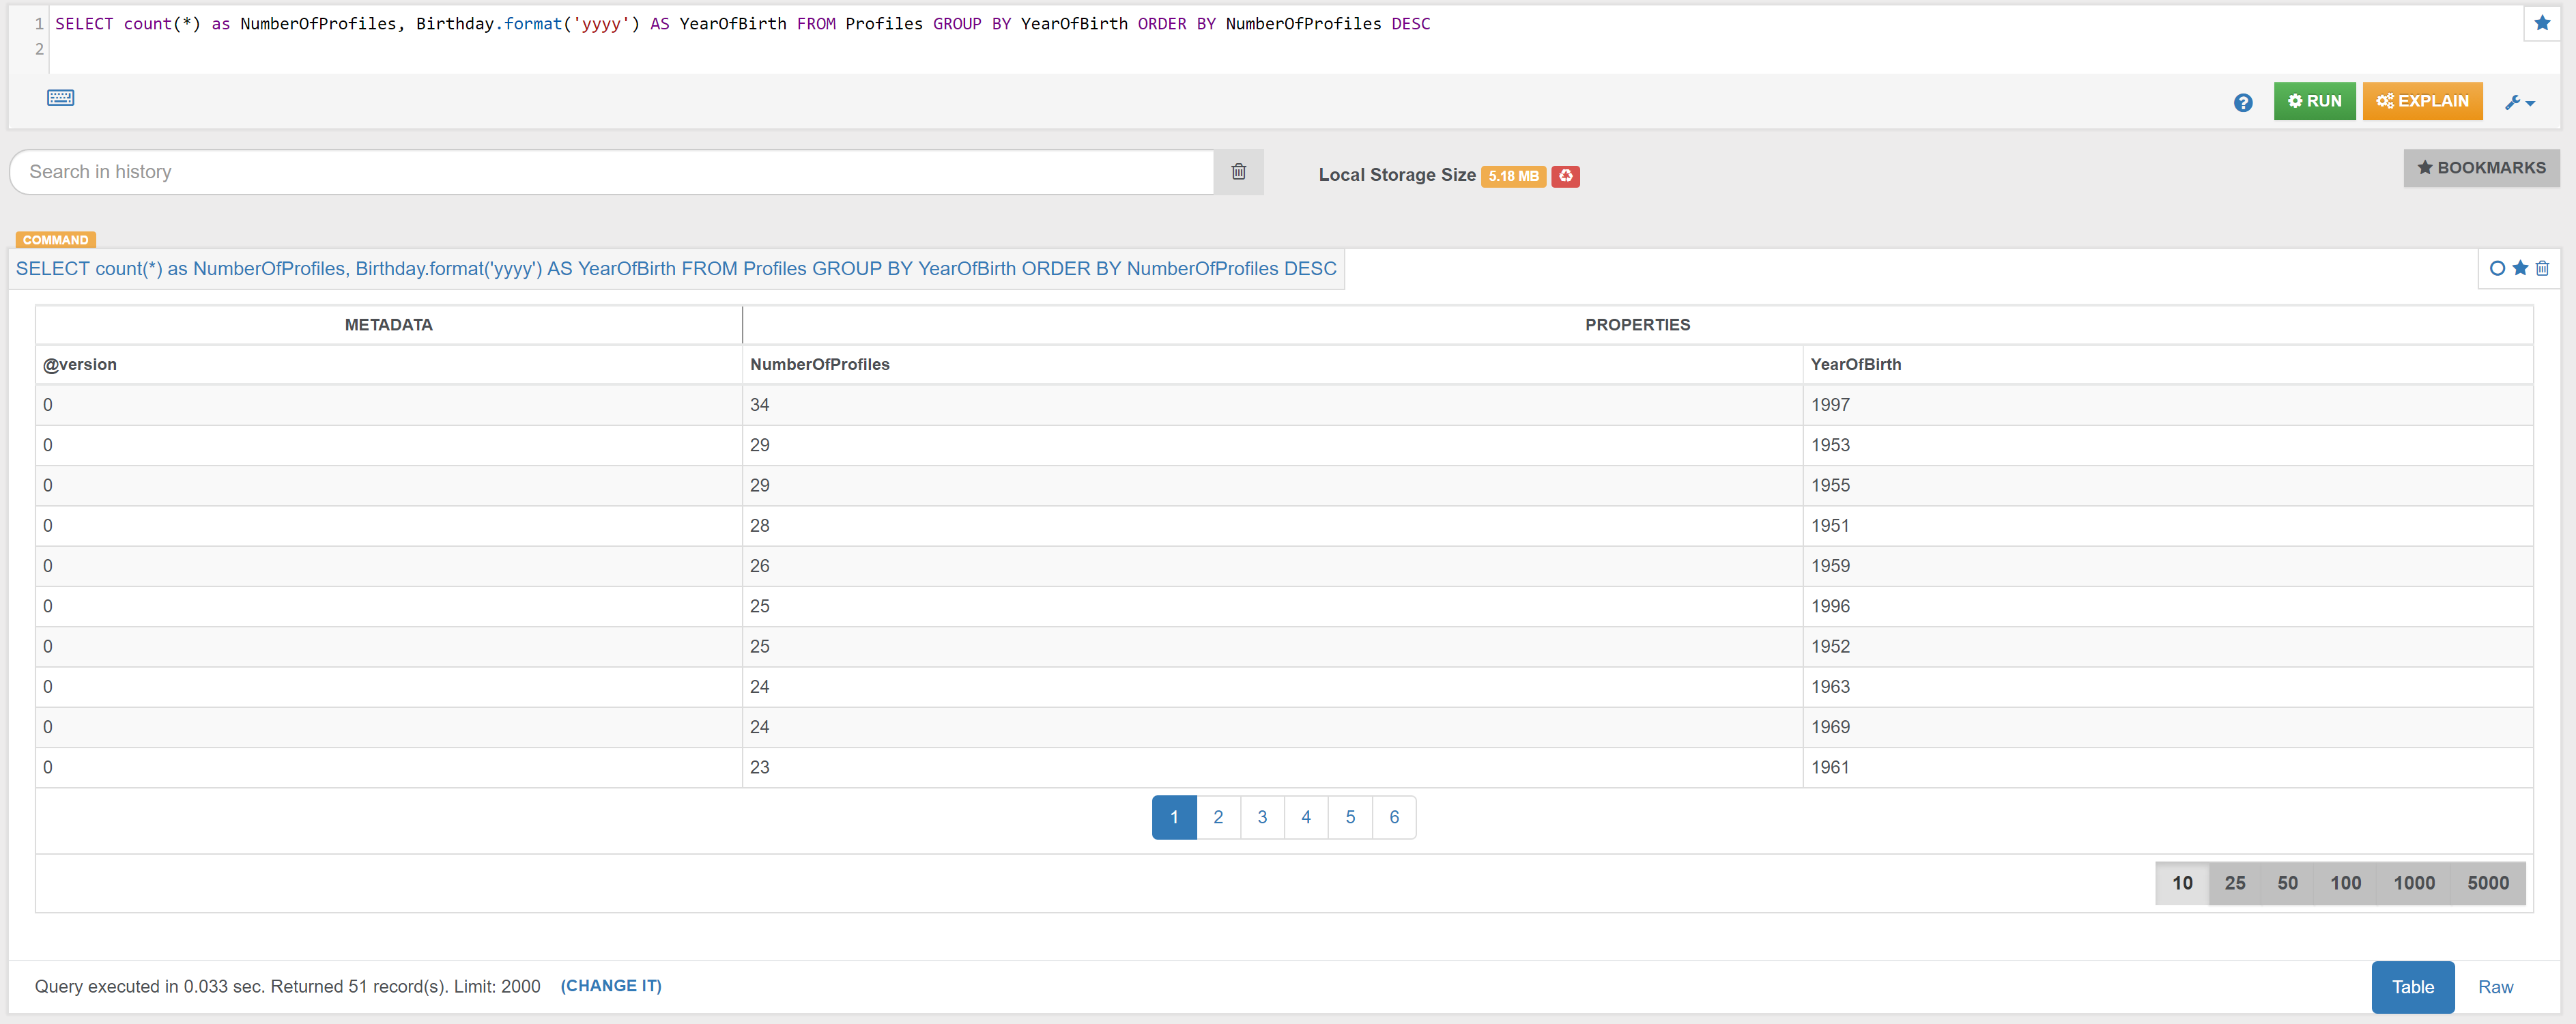 1 SELECT count(*) as NumberOfProfiles, Birthday.format('yyyy') AS YearOfBirth FROM Profiles GROUP BY YearOfBirth ORDER BY NumberOfProfiles DESC
2
? RUN EXPLAIN
Search in history Local Storage Size 5.18 MB BOOKMARKS
COMMAND
SELECT count(*) as NumberOfProfiles, Birthday.format('yyyy') AS YearOfBirth FROM Profiles GROUP BY YearOfBirth ORDER BY NumberOfProfiles DESC
METADATA PROPERTIES
@version NumberOfProfiles YearOfBirth
0 34 1997
0 29 1953
0 29 1955
0 28 1951
0 26 1959
0 25 1996
0 25 1952
0 24 1963
0 24 1969
0 23 1961
1 2 3 4 5 6
10 25 50 100 1000 5000
Query executed in 0.033 sec. Returned 51 record(s). Limit: 2000 (CHANGE IT) Table Raw